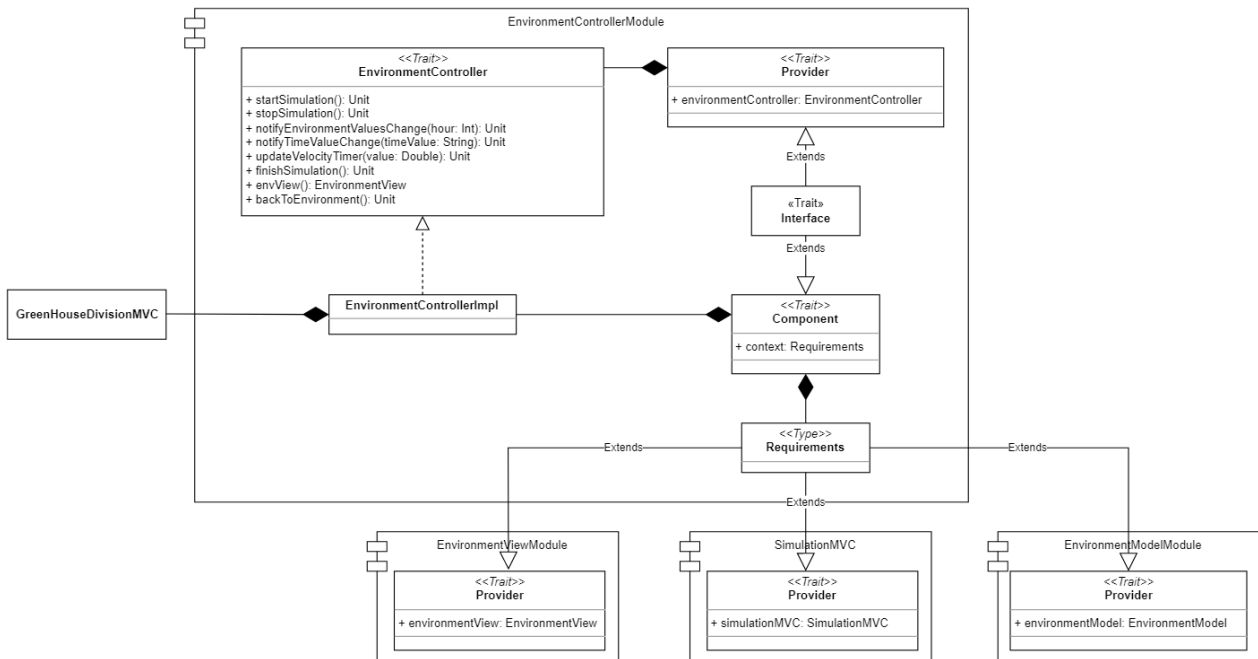 EnvironmentControllerModule
<<Trait>>
EnvironmentController
+ startSimulation(): Unit
+ stopSimulation(): Unit
+ notifyEnvironmentValuesChange(hour: Int): Unit
+ notifyTimeValueChange(timeValue: String): Unit
+ updateVelocityTimer(value: Double): Unit
+ finishSimulation(): Unit
+ envView(): EnvironmentView
+ backToEnvironment(): Unit
<<Trait>>
Provider
+ environmentController: EnvironmentController
Extends
«Trait»
Interface
Extends
GreenHouseDivisionMVC
EnvironmentControllerImpl
<<Trait>>
Component
+ context: Requirements
<<Type>>
Requirements
Extends
Extends
Extends
EnvironmentViewModule
<<Trait>>
Provider
+ environmentView: EnvironmentView
SimulationMVC
<<Trait>>
Provider
+ simulationMVC: SimulationMVC
EnvironmentModelModule
<<Trait>>
Provider
+ environmentModel: EnvironmentModel